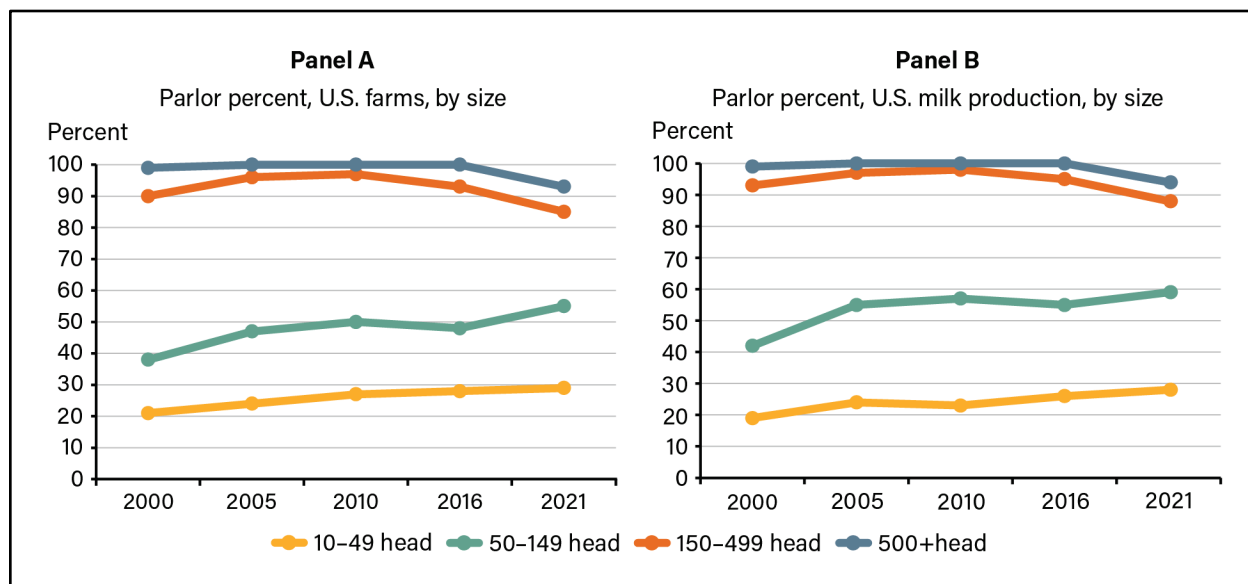 Panel A
Parlor percent, U.S. farms, by size
Percent
100
90
80
70
60
50
40
30
20
10
0
2000 2005 2010 2016 2021
Panel B
Parlor percent, U.S. milk production, by size
Percent
100
90
80
70
60
50
40
30
20
10
0
2000 2005 2010 2016 2021
10–49 head 50–149 head 150–499 head 500+head